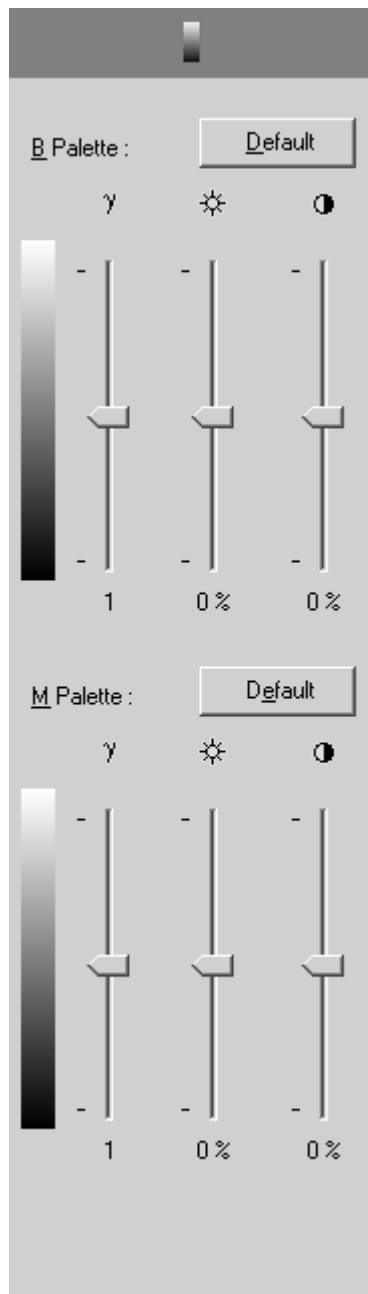 B Palette :
Default
γ
1
0 %
0 %
M Palette :
Default
γ
1
0 %
0 %